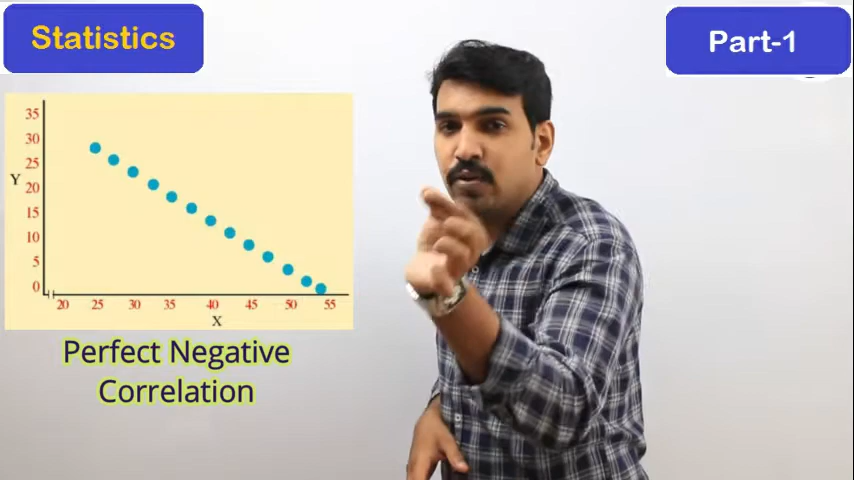 Statistics
Part-1
35
30
25
Y
20
15
10
5
0
20 25 30 35 40 45 50 55
X
Perfect Negative
Correlation